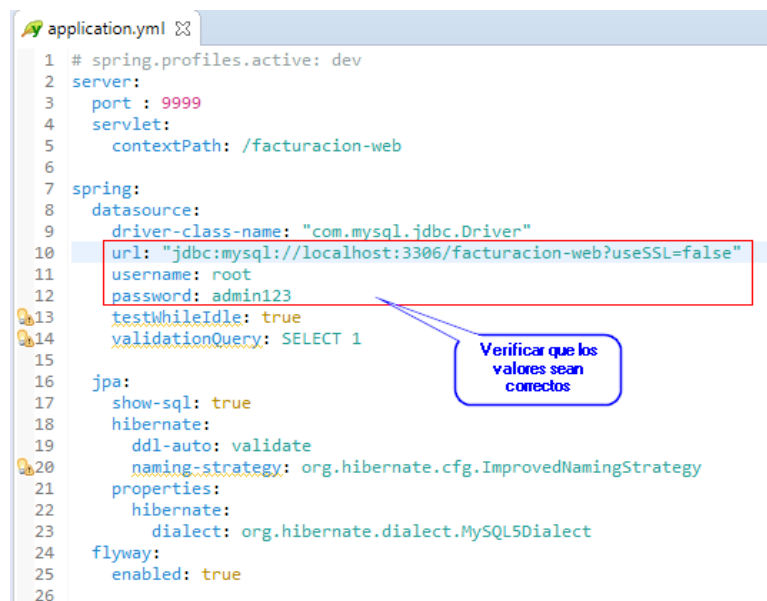 application.yml
1 # spring.profiles.active: dev
2 server:
3   port : 9999
4   servlet:
5     contextPath: /facturacion-web
6
7 spring:
8   datasource:
9     driver-class-name: "com.mysql.jdbc.Driver"
10     url: "jdbc:mysql://localhost:3306/facturacion-web?useSSL=false"
11     username: root
12     password: admin123
13     testWhileIdle: true
14     validationQuery: SELECT 1
Verificar que los
valores sean
correctos
15
16   jpa:
17     show-sql: true
18     hibernate:
19       ddl-auto: validate
20       naming-strategy: org.hibernate.cfg.ImprovedNamingStrategy
21     properties:
22       hibernate:
23         dialect: org.hibernate.dialect.MySQL5Dialect
24   flyway:
25     enabled: true
26